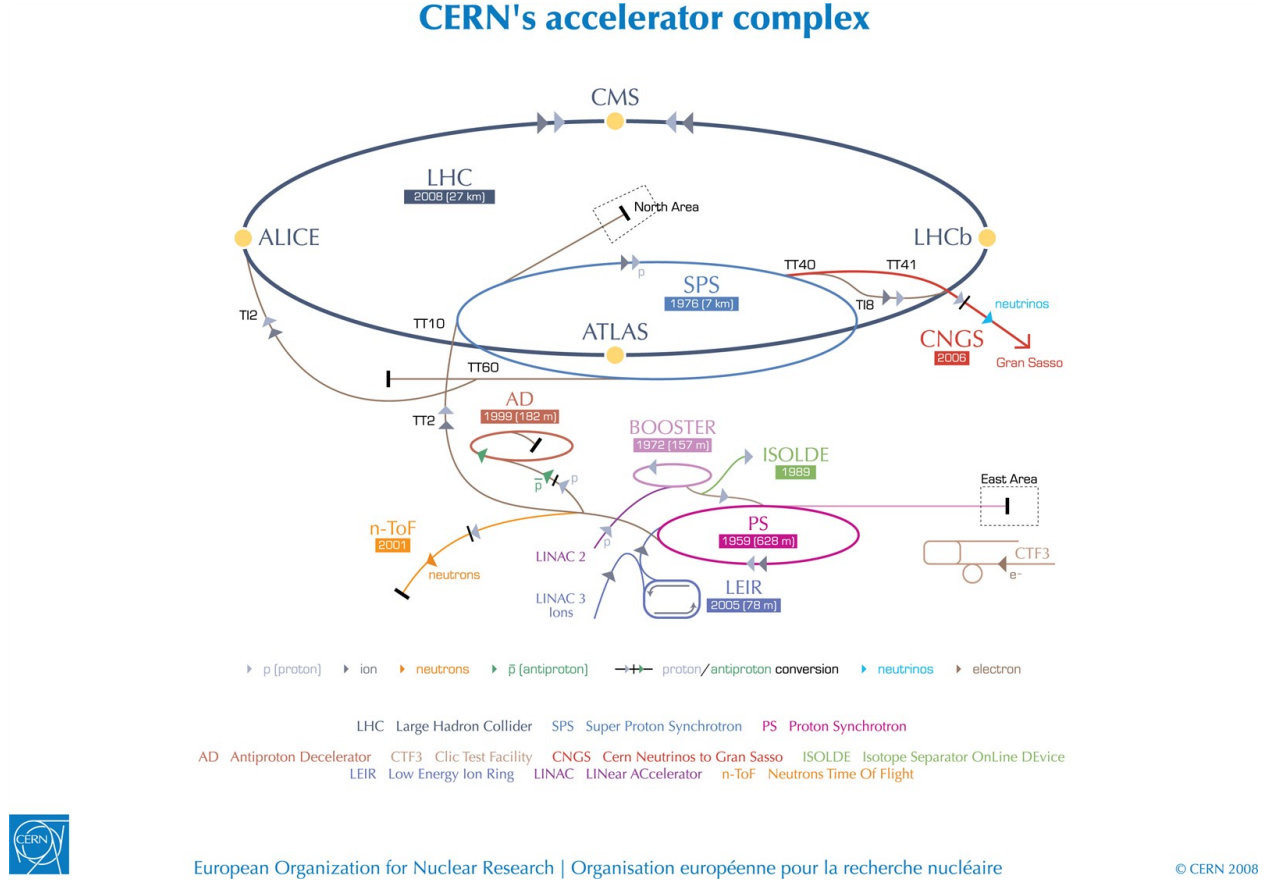 CERN's accelerator complex
CMS
LHC
2008 (27 km)
North Area
ALICE
LHCb
TT40
TT41
SPS
1976 (7 km)
p
TI8
neutrinos
TI2
TT10
ATLAS
CNGS
2006
Gran Sasso
TT60
AD
1999 (182 m)
TT2
BOOSTER
1972 (157 m)
ISOLDE
1989
p̅
p
East Area
n-ToF
2001
PS
1959 (628 m)
p
LINAC 2
CTF3
e-
neutrons
LEIR
2005 (78 m)
LINAC 3
Ions
p (proton) ion neutrons p̅ (antiproton) proton/antiproton conversion neutrinos electron
LHC Large Hadron Collider SPS Super Proton Synchrotron PS Proton Synchrotron
AD Antiproton Decelerator CTF3 Clic Test Facility CNGS Cern Neutrinos to Gran Sasso ISOLDE Isotope Separator OnLine DEvice
LEIR Low Energy Ion Ring LINAC LINear ACcelerator n-ToF Neutrons Time Of Flight
CERN
European Organization for Nuclear Research | Organisation européenne pour la recherche nucléaire
© CERN 2008